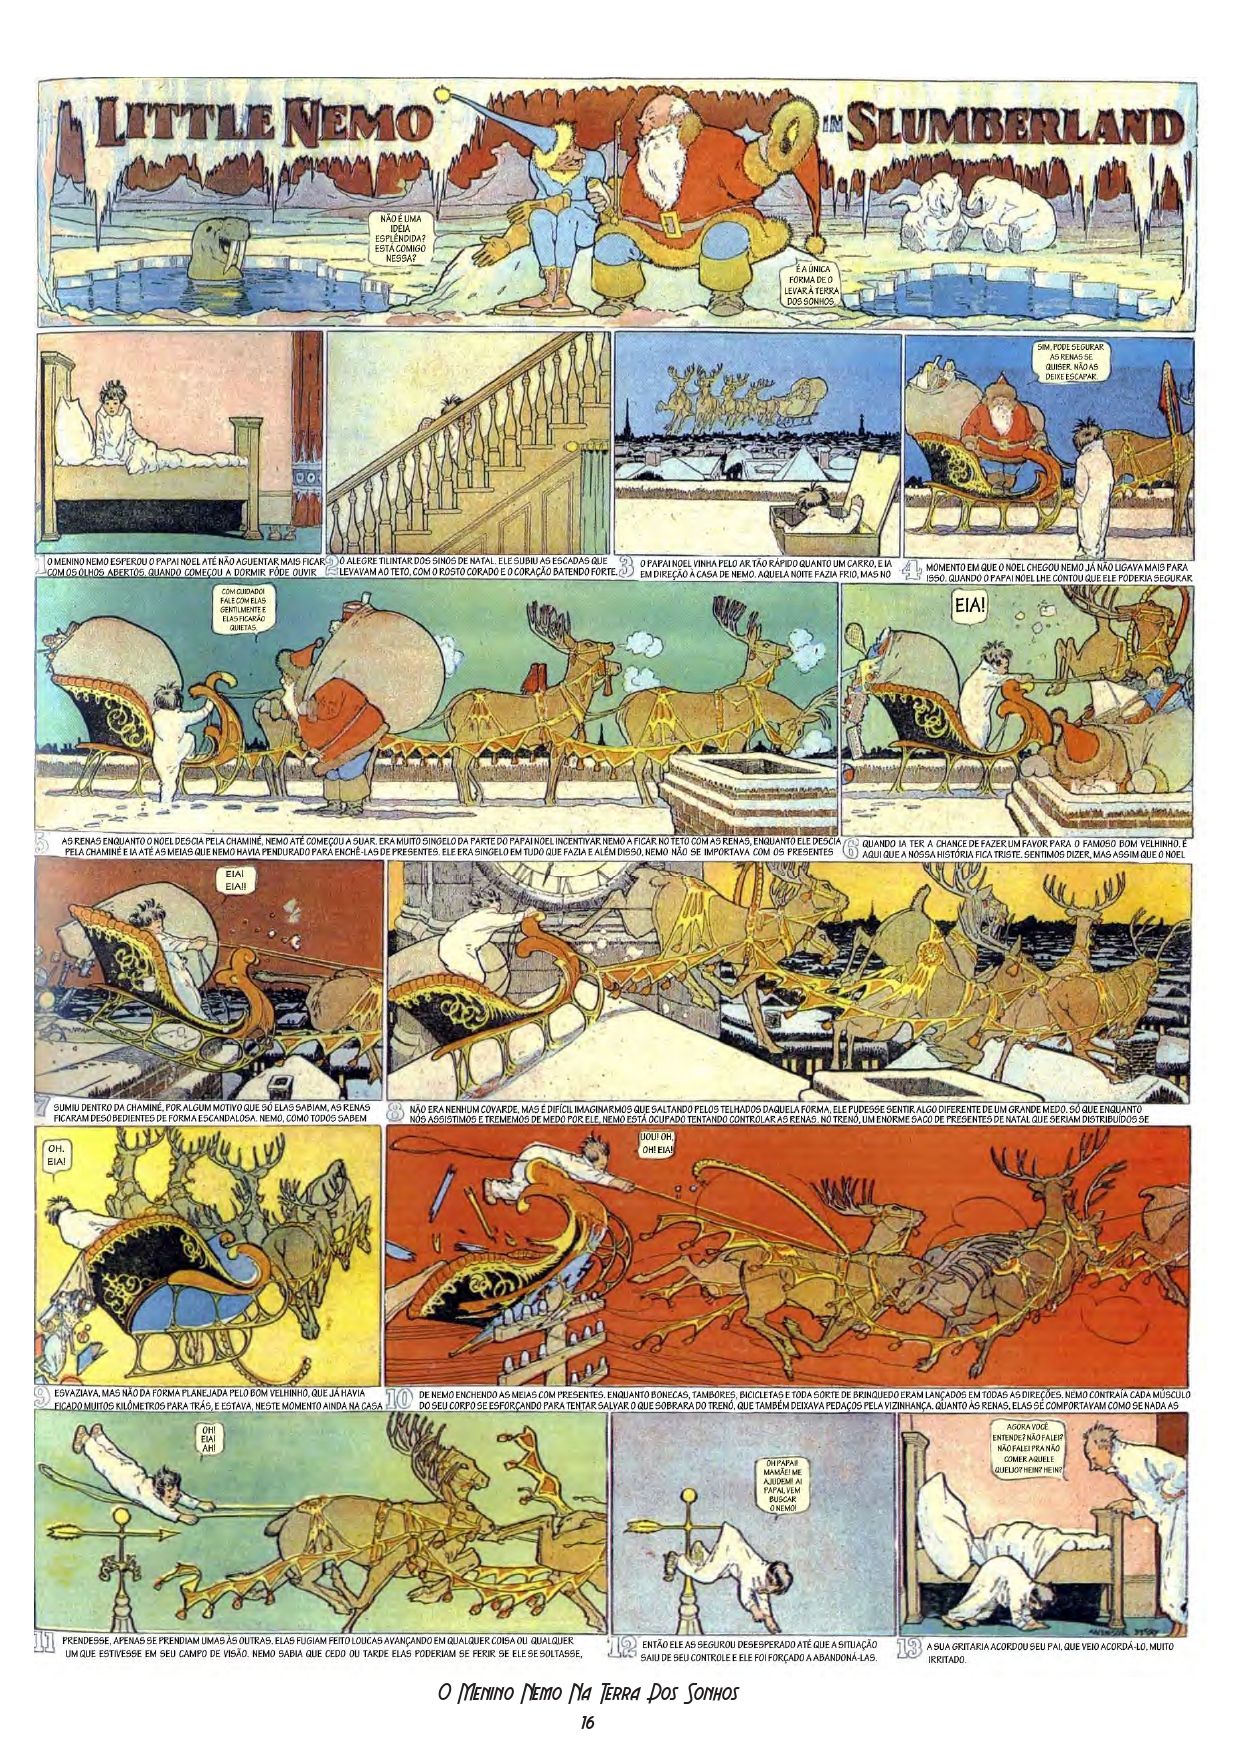 LITTLE NEMO IN SLUMBERLAND
NÃO É UMA
IDÉIA
ESPLÊNDIDA?
ESTÁ COMIGO
NESSA?
É A ÚNICA
FORMA DE O
LEVAR À TERRA
DOS SONHOS.
1 O MENINO NEMO ESPEROU O PAPAI NOEL ATÉ NÃO AGUENTAR MAIS FICAR
COM OS OLHOS ABERTOS. QUANDO COMEÇOU A DORMIR PÔDE OUVIR
2 O ALEGRE TILINTAR DOS SINOS DE NATAL. ELE SUBIU AS ESCADAS QUE
LEVAVAM AO TETO, COM O ROSTO CORADO E O CORAÇÃO BATENDO FORTE.
3 O PAPAI NOEL VINHA PELO AR TÃO RÁPIDO QUANTO UM CARRO, E IA
EM DIREÇÃO À CASA DE NEMO. AQUELA NOITE FAZIA FRIO, MAS NO
SIM, PODE SEGURAR
AS RENAS SE
QUISER. NÃO AS
DEIXE ESCAPAR.
4 MOMENTO EM QUE O NOEL CHEGOU NEMO JÁ NÃO LIGAVA MAIS PARA
ISSO. QUANDO O PAPAI NOEL LHE CONTOU QUE ELE PODERIA SEGURAR
COM CUIDADO!
FALE COM ELAS
GENTILMENTE E
ELAS FICARÃO
QUIETAS.
5 AS RENAS ENQUANTO O NOEL DESCIA PELA CHAMINÉ, NEMO ATÉ COMEÇOU A SUAR. ERA MUITO SINGELO DA PARTE DO PAPAI NOEL INCENTIVAR NEMO A FICAR NO TETO COM AS RENAS, ENQUANTO ELE DESCIA
PELA CHAMINÉ E IA ATÉ AS MEIAS QUE NEMO HAVIA PENDURADO PARA ENCHÊ-LAS DE PRESENTES. ELE ERA SINGELO EM TUDO QUE FAZIA E ALÉM DISSO, NEMO NÃO SE IMPORTAVA COM OS PRESENTES
EIA!
6 QUANDO IA TER A CHANCE DE FAZER UM FAVOR PARA O FAMOSO BOM VELHINHO. É
AQUI QUE A NOSSA HISTÓRIA FICA TRISTE. SENTIMOS DIZER, MAS ASSIM QUE O NOEL
EIA!
EIA!!
7 SUMIU DENTRO DA CHAMINÉ, POR ALGUM MOTIVO QUE SÓ ELAS SABIAM, AS RENAS
FICARAM DESOBEDIENTES DE FORMA ESCANDALOSA. NEMO, COMO TODOS SABEM
8 NÃO ERA NENHUM COVARDE, MAS É DIFÍCIL IMAGINARMOS QUE SALTANDO PELOS TELHADOS DAQUELA FORMA, ELE PUDESSE SENTIR ALGO DIFERENTE DE UM GRANDE MEDO. SÓ QUE ENQUANTO
NÓS ASSISTIMOS E TREMEMOS DE MEDO POR ELE, NEMO ESTÁ OCUPADO TENTANDO CONTROLAR AS RENAS. NO TRENÓ, UM ENORME SACO DE PRESENTES DE NATAL QUE SERIAM DISTRIBUÍDOS SE
OH,
EIA!
9 ESVAZIAVA, MAS NÃO DA FORMA PLANEJADA PELO BOM VELHINHO, QUE JÁ HAVIA
FICADO MUITOS KILÔMETROS PARA TRÁS, E ESTAVA, NESTE MOMENTO AINDA NA CASA
UOU! OH,
OH! EIA!
10 DE NEMO ENCHENDO AS MEIAS COM PRESENTES. ENQUANTO BONECAS, TAMBORES, BICICLETAS E TODA SORTE DE BRINQUEDO ERAM LANÇADOS EM TODAS AS DIREÇÕES. NEMO CONTRAÍA CADA MÚSCULO
DO SEU CORPO SE ESFORÇANDO PARA TENTAR SALVAR O QUE SOBRARA DO TRENÓ, QUE TAMBÉM DEIXAVA PEDAÇOS PELA VIZINHANÇA. QUANTO ÀS RENAS, ELAS SE COMPORTAVAM COMO SE NADA AS
OH!
EIA!
AH!
11 PRENDESSE, APENAS SE PRENDIAM UMAS ÀS OUTRAS. ELAS FUGIAM FEITO LOUCAS AVANÇANDO EM QUALQUER COISA OU QUALQUER
UM QUE ESTIVESSE EM SEU CAMPO DE VISÃO. NEMO SABIA QUE CEDO OU TARDE ELAS PODERIAM SE FERIR SE ELE SE SOLTASSE,
OH PAPAI!
MAMÃE! ME
AJUDEM! AI
PAPAI, VEM
BUSCAR
O NEMO!
12 ENTÃO ELE AS SEGUROU DESESPERADO ATÉ QUE A SITUAÇÃO
SAIU DE SEU CONTROLE E ELE FOI FORÇADO A ABANDONÁ-LAS.
AGORA VOCÊ
ENTENDE? NÃO FALEI?
NÃO FALEI PRA NÃO
COMER AQUELE
QUEIJO? HEIN? HEIN?
13 A SUA GRITARIA ACORDOU SEU PAI, QUE VEIO ACORDÁ-LO, MUITO
IRRITADO.
O MENINO NEMO NA TERRA DOS SONHOS
16